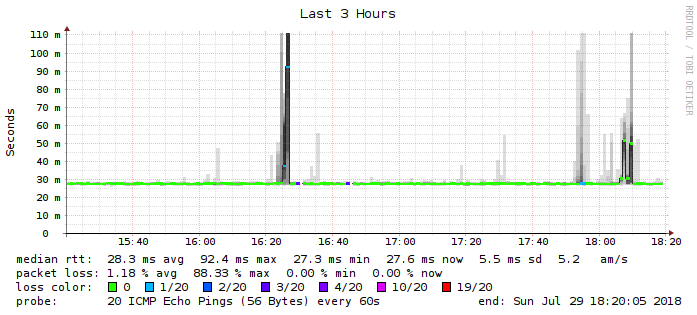 Last 3 Hours
RRDTOOL / TOBI OETIKER
Seconds
110 m
100 m
90 m
80 m
70 m
60 m
50 m
40 m
30 m
20 m
10 m
0
15:40 16:00 16:20 16:40 17:00 17:20 17:40 18:00 18:20
median rtt: 28.3 ms avg 92.4 ms max 27.3 ms min 27.6 ms now 5.5 ms sd 5.2 am/s
packet loss: 1.18 % avg 88.33 % max 0.00 % min 0.00 % now
loss color: 0 1/20 2/20 3/20 4/20 10/20 19/20
probe: 20 ICMP Echo Pings (56 Bytes) every 60s end: Sun Jul 29 18:20:05 2018